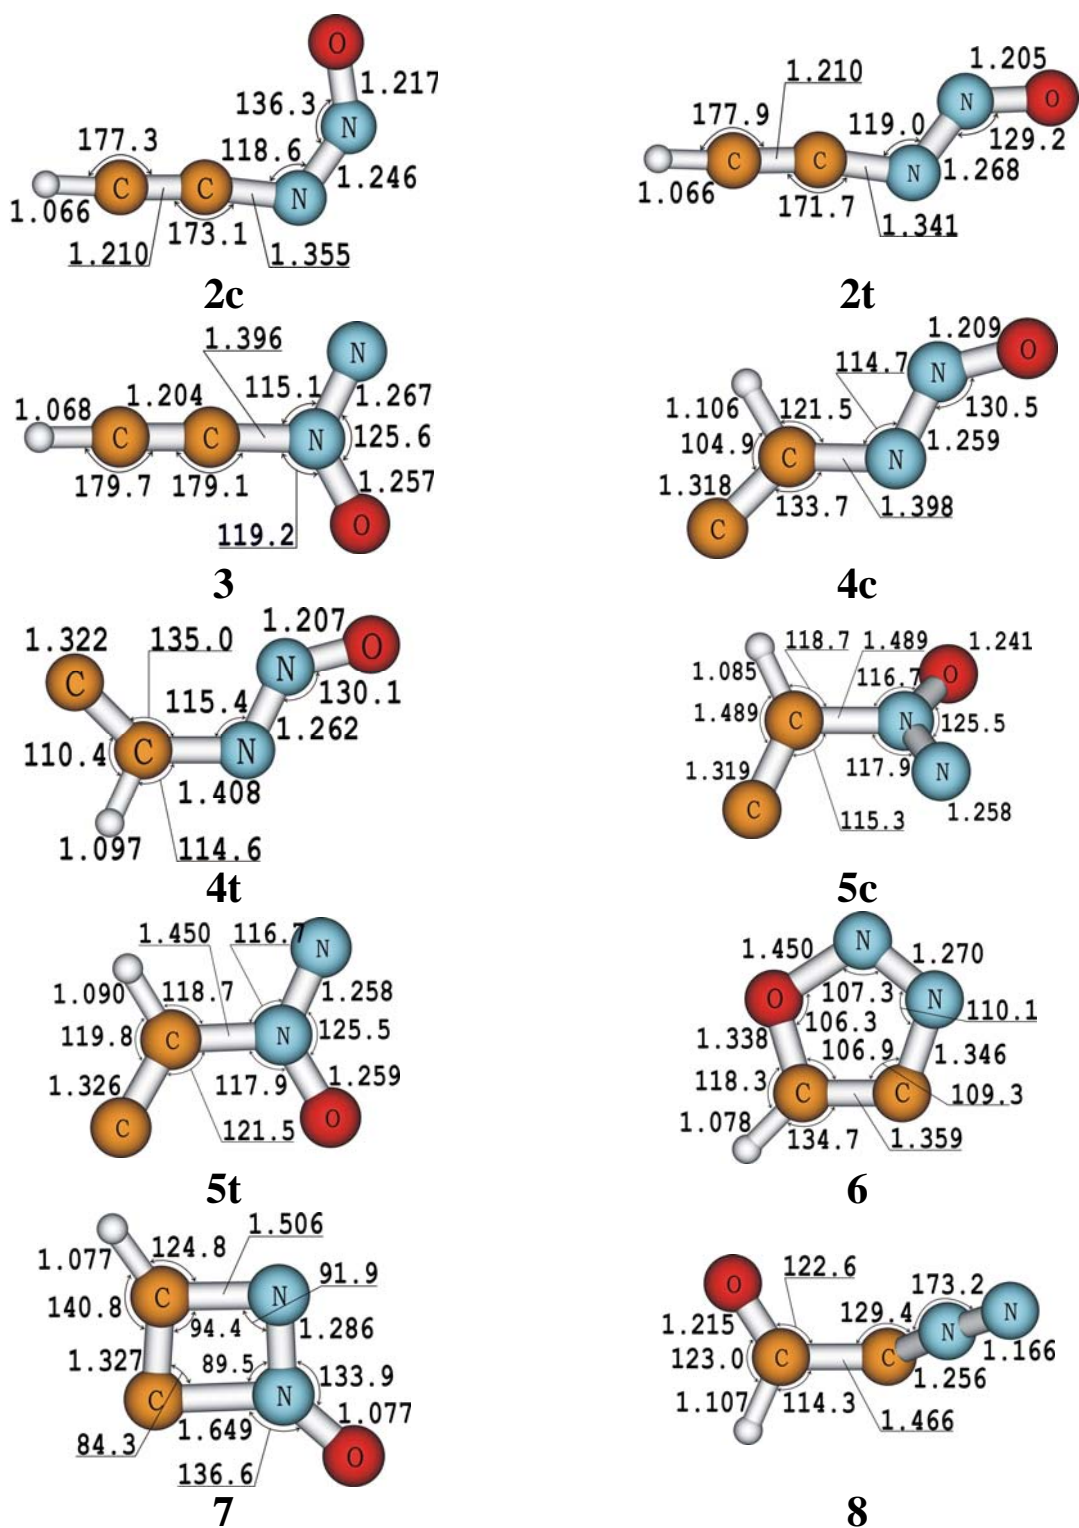 O
1.217
136.3
N
177.3
118.6
C
C
N
1.246
1.066
173.1
1.210
1.355
2c
1.205
1.210
N
O
177.9
119.0
129.2
C
C
N
1.268
1.066
171.7
1.341
2t
1.396
N
115.1
1.267
1.068
1.204
C
C
N
125.6
179.7
179.1
1.257
119.2
O
3
1.209
O
114.7
N
1.106
121.5
130.5
104.9
C
N
1.259
1.318
133.7
1.398
C
4c
1.322
135.0
1.207
O
C
N
115.4
130.1
110.4
C
N
1.262
1.408
1.097
114.6
4t
118.7
1.489
1.241
1.085
116.7
O
1.489
C
N
125.5
1.319
117.9
N
C
115.3
1.258
5c
1.450
116.7
N
1.090
118.7
1.258
119.8
C
N
125.5
1.326
117.9
1.259
C
O
121.5
5t
N
1.450
1.270
O
107.3
N
110.1
106.3
1.338
106.9
1.346
118.3
C
C
109.3
1.078
134.7
1.359
6
1.506
1.077
124.8
91.9
C
N
140.8
94.4
1.286
1.327
89.5
133.9
C
N
1.649
1.077
84.3
O
136.6
7
122.6
173.2
O
129.4
N
N
1.215
1.166
123.0
C
C
1.256
1.107
114.3
1.466
8